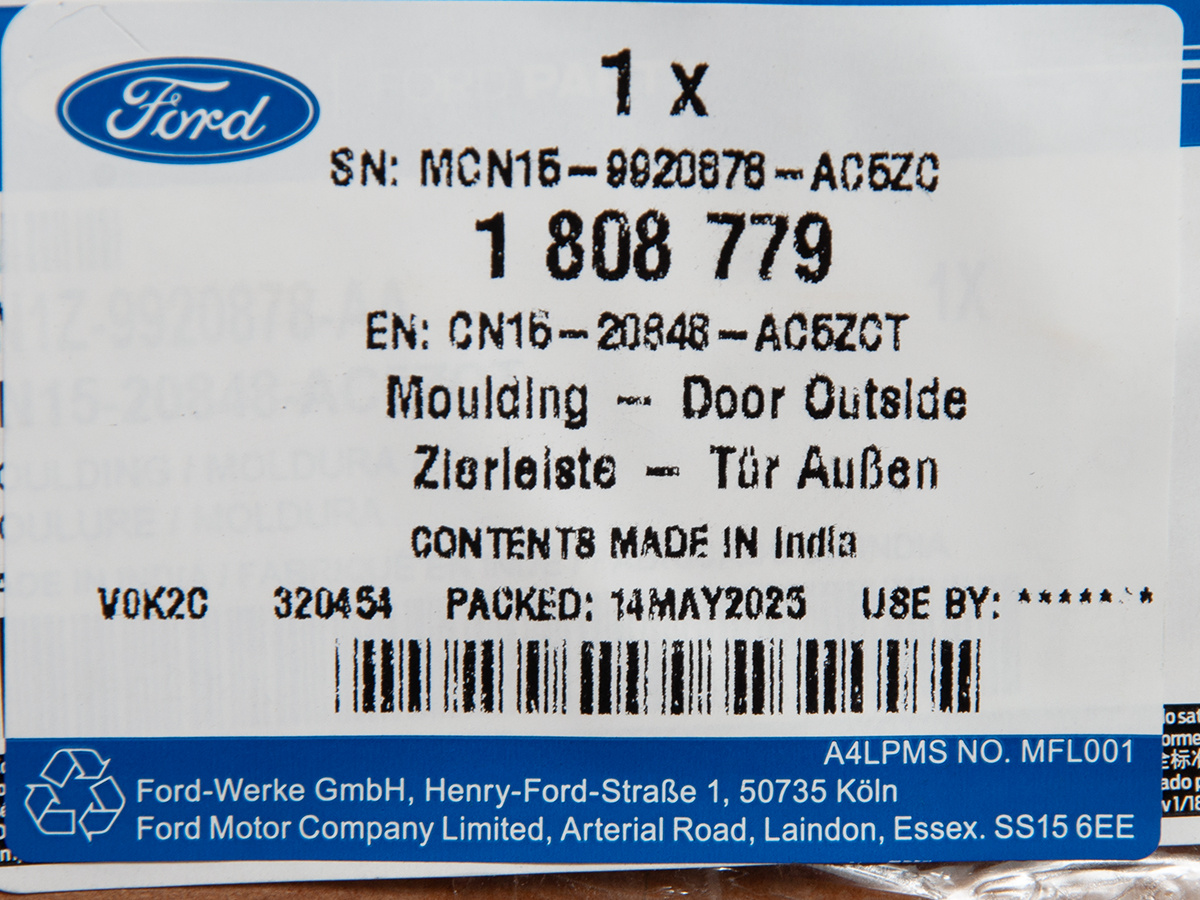 Ford
1 x
SN: MCN15-9920878-AC5ZC
1 808 779
EN: CN15-20848-AC5ZCT
Moulding - Door Outside
Zierleiste - Tür Außen
CONTENTS MADE IN India
V0K2C 320454 PACKED: 14MAY2025 USE BY: *******
A4LPMS NO. MFL001
Ford-Werke GmbH, Henry-Ford-Straße 1, 50735 Köln
Ford Motor Company Limited, Arterial Road, Laindon, Essex. SS15 6EE